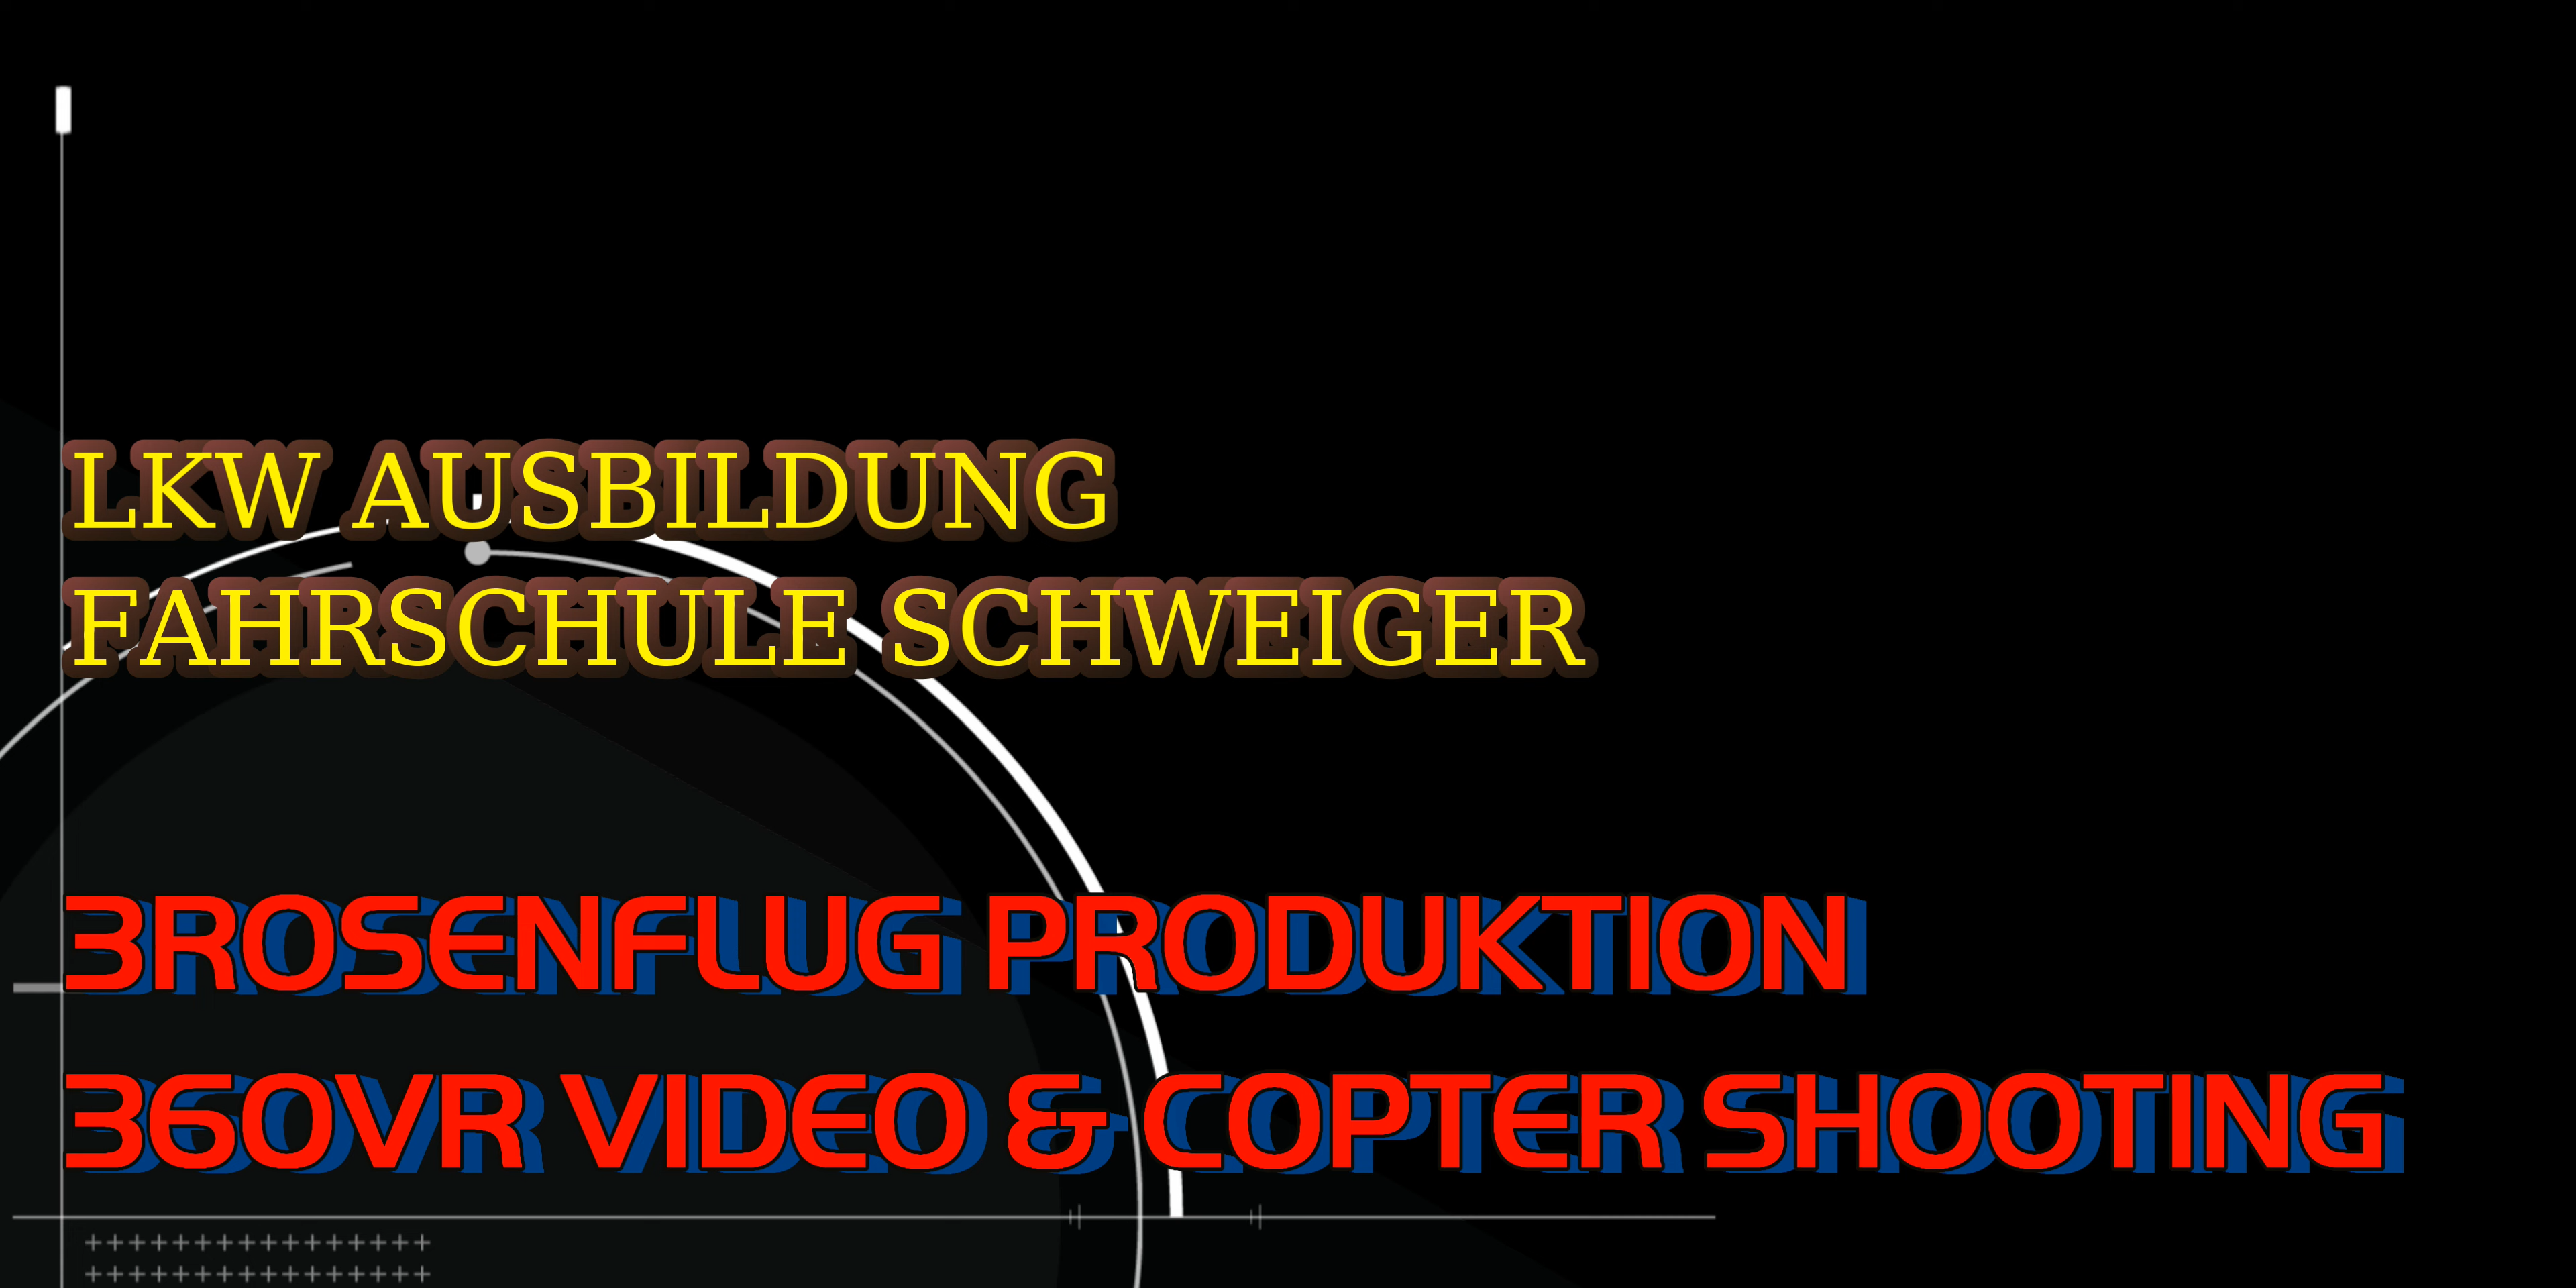 LKW AUSBILDUNG
FAHRSCHULE SCHWEIGER
3ROSENFLUG PRODUKTION
360VR VIDEO & COPTER SHOOTING